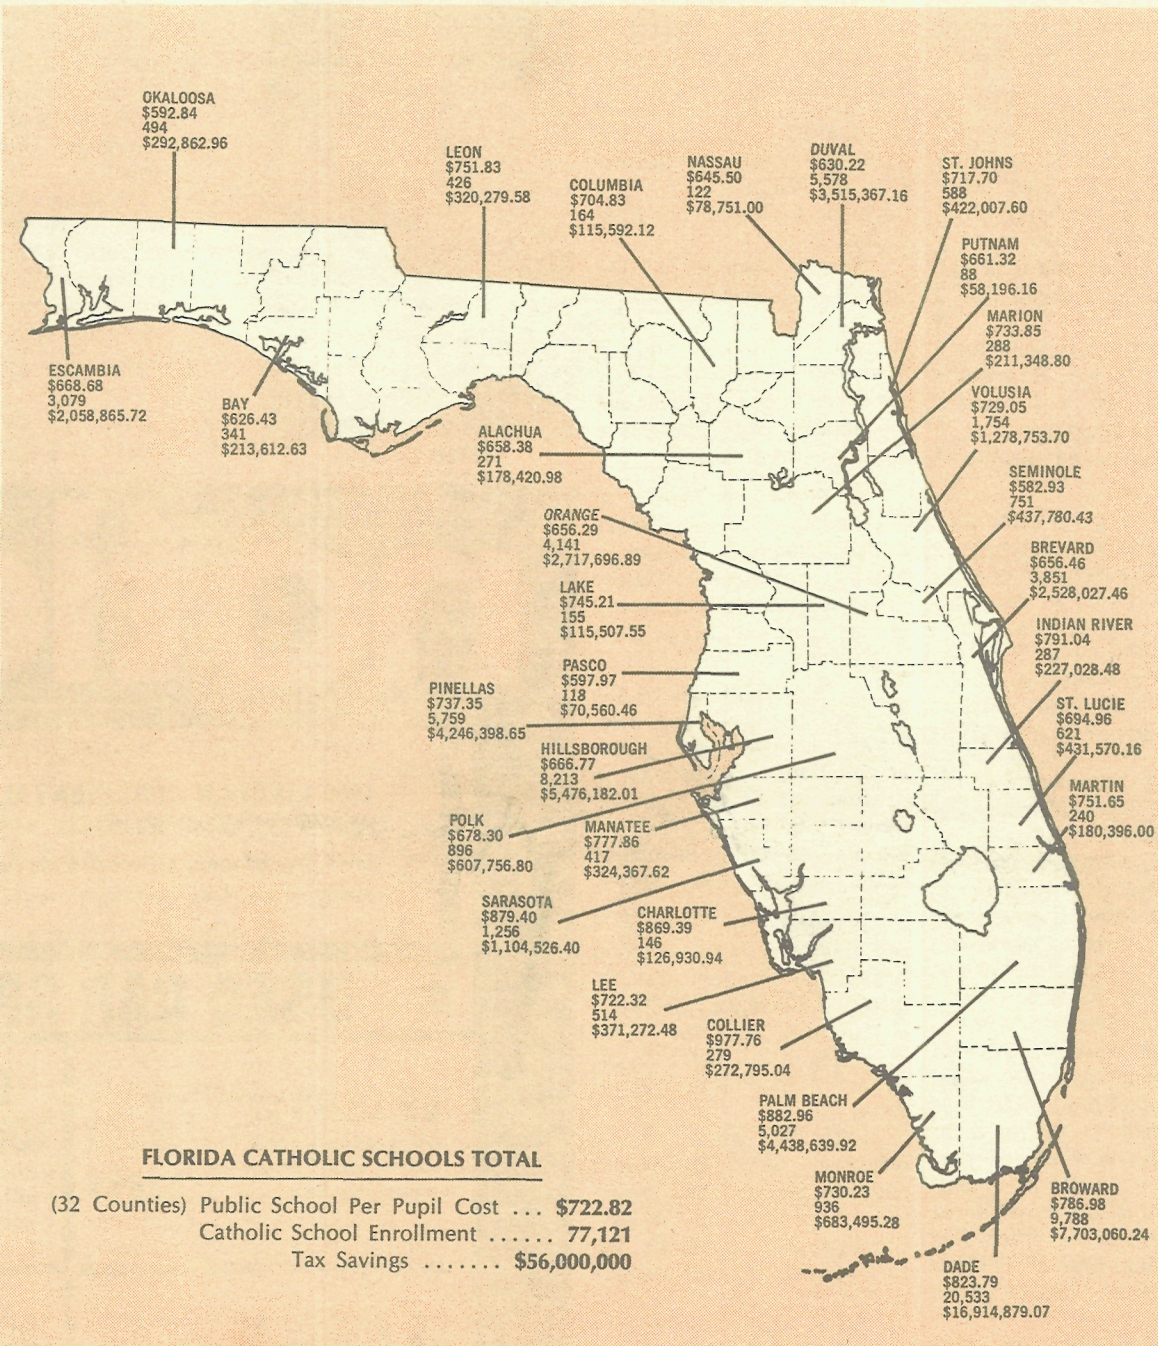 OKALOOSA
$592.84
494
$292,862.96
LEON
$751.83
426
$320,279.58
COLUMBIA
$704.83
164
$115,592.12
NASSAU
$645.50
122
$78,751.00
DUVAL
$630.22
5,578
$3,515,367.16
ST. JOHNS
$717.70
588
$422,007.60
PUTNAM
$661.32
88
$58,196.16
MARION
$733.85
288
$211,348.80
VOLUSIA
$729.05
1,754
$1,278,753.70
SEMINOLE
$582.93
751
$437,780.43
BREVARD
$656.46
3,851
$2,528,027.46
INDIAN RIVER
$791.04
287
$227,028.48
ST. LUCIE
$694.96
621
$431,570.16
MARTIN
$751.65
240
$180,396.00
ESCAMBIA
$668.68
3,079
$2,058,865.72
BAY
$626.43
341
$213,612.63
ALACHUA
$658.38
271
$178,420.98
ORANGE
$656.29
4,141
$2,717,696.89
LAKE
$745.21
155
$115,507.55
PASCO
$597.97
118
$70,560.46
PINELLAS
$737.35
5,759
$4,246,398.65
HILLSBOROUGH
$666.77
8,213
$5,476,182.01
POLK
$678.30
896
$607,756.80
MANATEE
$777.86
417
$324,367.62
SARASOTA
$879.40
1,256
$1,104,526.40
CHARLOTTE
$869.39
146
$126,930.94
LEE
$722.32
514
$371,272.48
COLLIER
$977.76
279
$272,795.04
PALM BEACH
$882.96
5,027
$4,438,639.92
MONROE
$730.23
936
$683,495.28
BROWARD
$786.98
9,788
$7,703,060.24
DADE
$823.79
20,533
$16,914,879.07
FLORIDA CATHOLIC SCHOOLS TOTAL
(32 Counties) Public School Per Pupil Cost ... $722.82
Catholic School Enrollment ...... 77,121
Tax Savings ....... $56,000,000